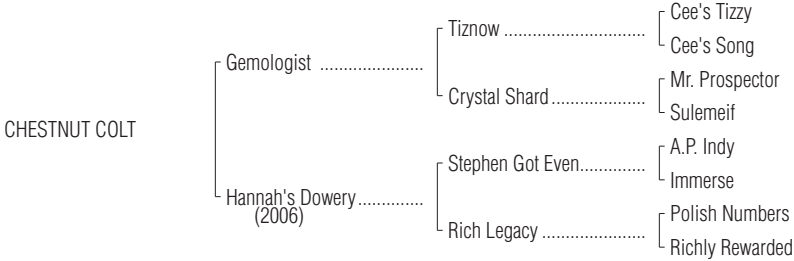 Cee's Tizzy
Tiznow ..............................
Cee's Song
Gemologist ......................
Mr. Prospector
Crystal Shard....................
Sulemeif
CHESTNUT COLT
A.P. Indy
Stephen Got Even..............
Immerse
Hannah's Dowery..............
(2006)
Polish Numbers
Rich Legacy ......................
Richly Rewarded